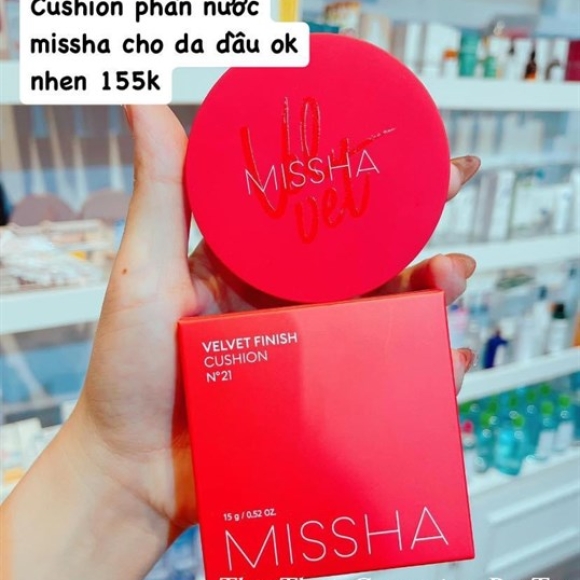 Cushion phấn nước
missha cho da dầu ok
nhen 155k
Velvet
MISSHA
VELVET FINISH
CUSHION
N°21
15 g / 0.52 OZ.
MISSHA